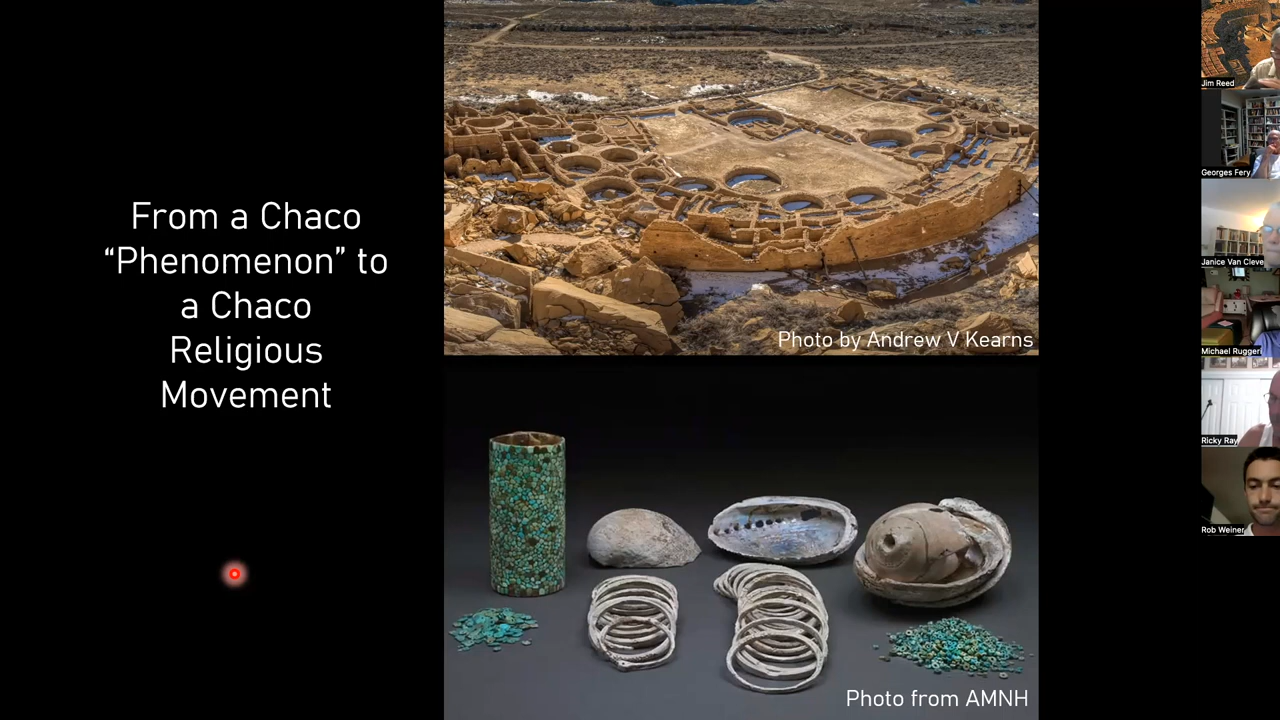 From a Chaco
“Phenomenon” to
a Chaco
Religious
Movement
Photo by Andrew V Kearns
Photo from AMNH
Jim Reed
Georges Fery
Janice Van Cleve
Michael Ruggeri
Ricky Ray
Rob Weiner